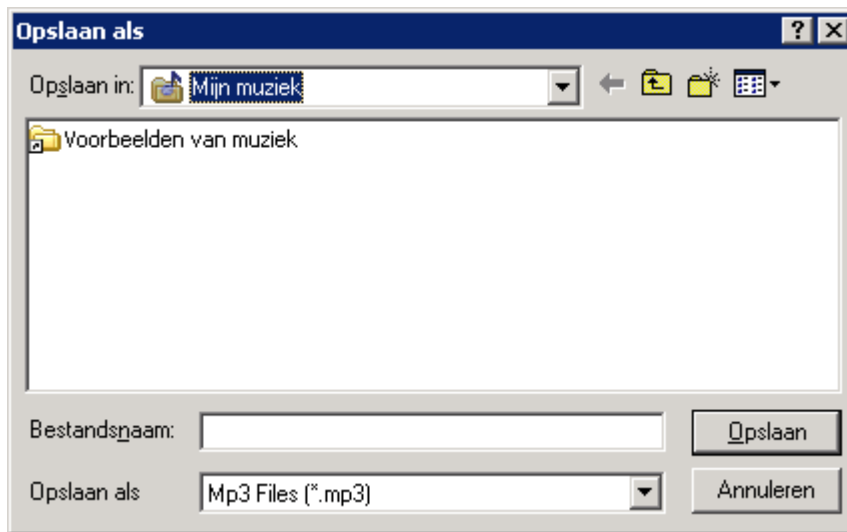 Opslaan als
Opslaan in: Mijn muziek
Voorbeelden van muziek
Bestandsnaam: Opslaan
Opslaan als Mp3 Files (*.mp3) Annuleren